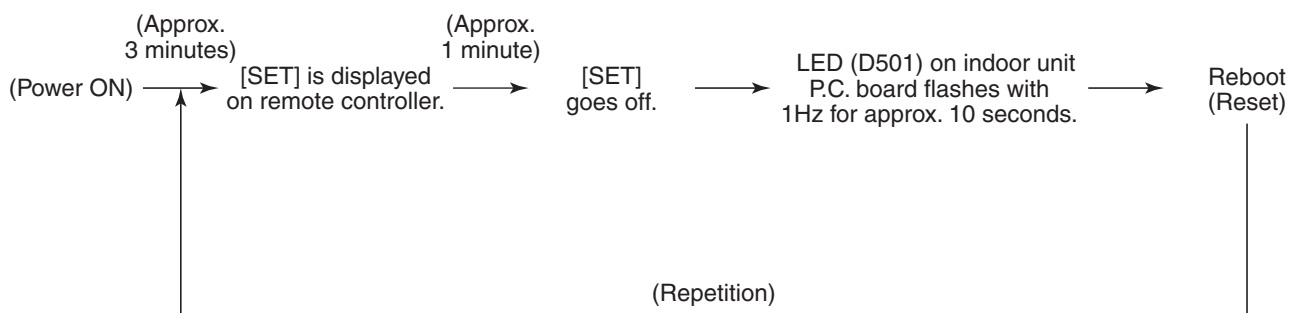 (Approx.
3 minutes)
(Approx.
1 minute)
(Power ON)
[SET] is displayed
on remote controller.
[SET]
goes off.
LED (D501) on indoor unit
P.C. board flashes with
1Hz for approx. 10 seconds.
Reboot
(Reset)
(Repetition)